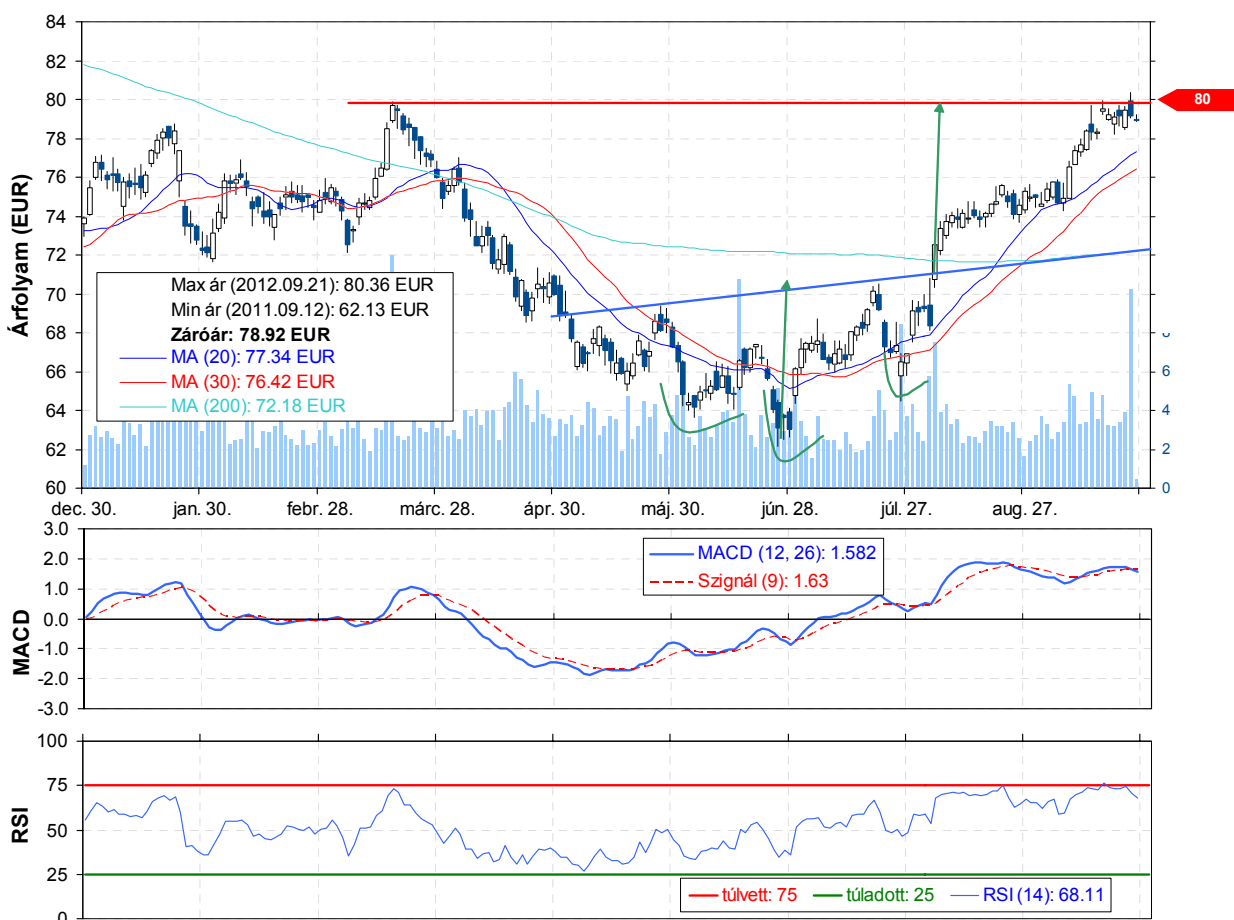 84
82
80
78
76
74
72
70
68
66
64
62
60
Árfolyam (EUR)
80
Max ár (2012.09.21): 80.36 EUR
Min ár (2011.09.12): 62.13 EUR
Záróár: 78.92 EUR
MA (20): 77.34 EUR
MA (30): 76.42 EUR
MA (200): 72.18 EUR
8
6
4
2
0
dec. 30. jan. 30. febr. 28. márc. 28. ápr. 30. máj. 30. jún. 28. júl. 27. aug. 27.
3.0
2.0
1.0
0.0
-1.0
-2.0
-3.0
MACD
MACD (12, 26): 1.582
Szignál (9): 1.63
100
75
50
25
0
RSI
túlvett: 75 túladott: 25 RSI (14): 68.11